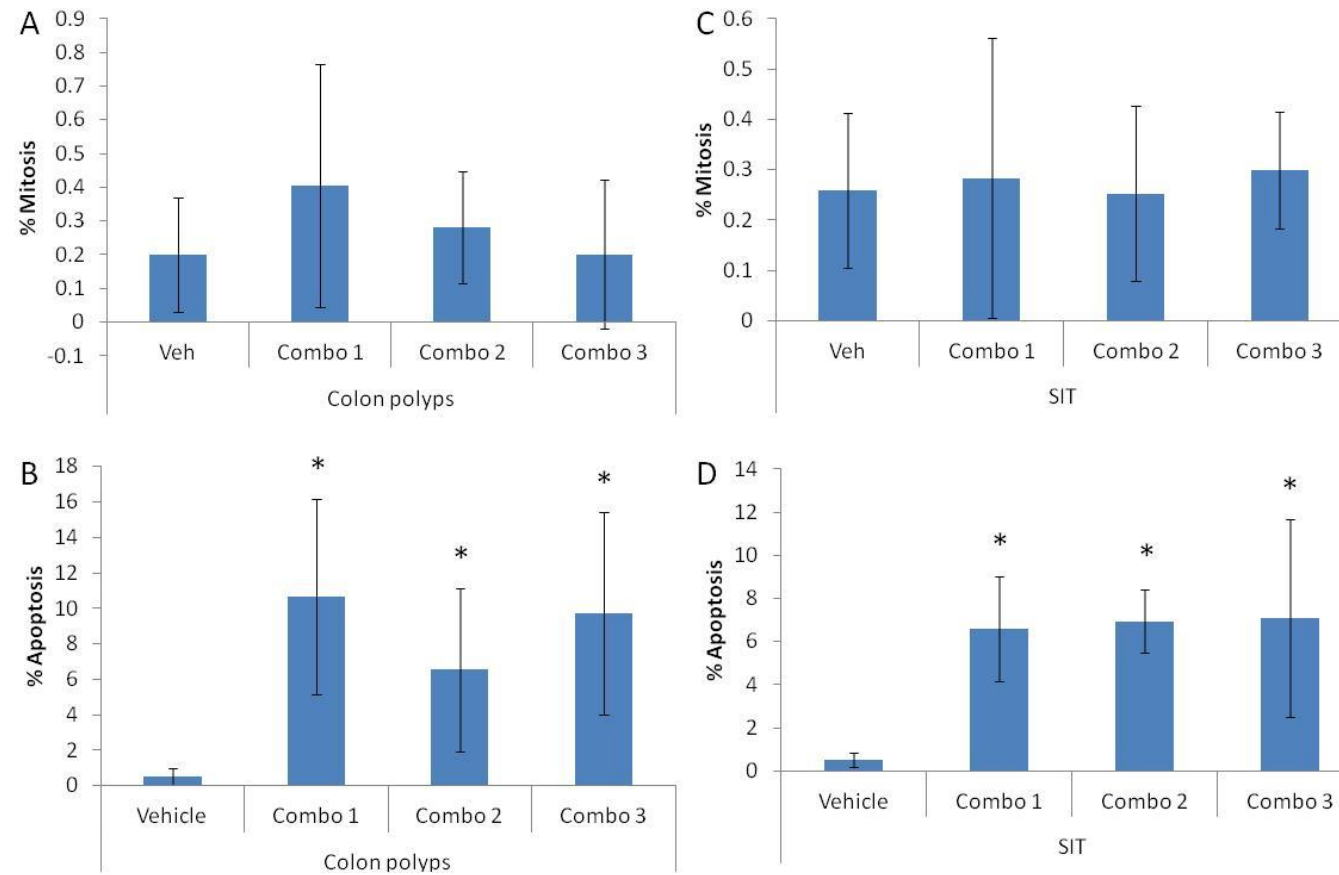 A
% Mitosis
0.9
0.8
0.7
0.6
0.5
0.4
0.3
0.2
0.1
0
-0.1
Veh Combo 1 Combo 2 Combo 3
Colon polyps
C
% Mitosis
0.6
0.5
0.4
0.3
0.2
0.1
0
Veh Combo 1 Combo 2 Combo 3
SIT
B
% Apoptosis
18
16
14
12
10
8
6
4
2
0
* * *
Vehicle Combo 1 Combo 2 Combo 3
Colon polyps
D
% Apoptosis
14
12
10
8
6
4
2
0
* * *
Vehicle Combo 1 Combo 2 Combo 3
SIT